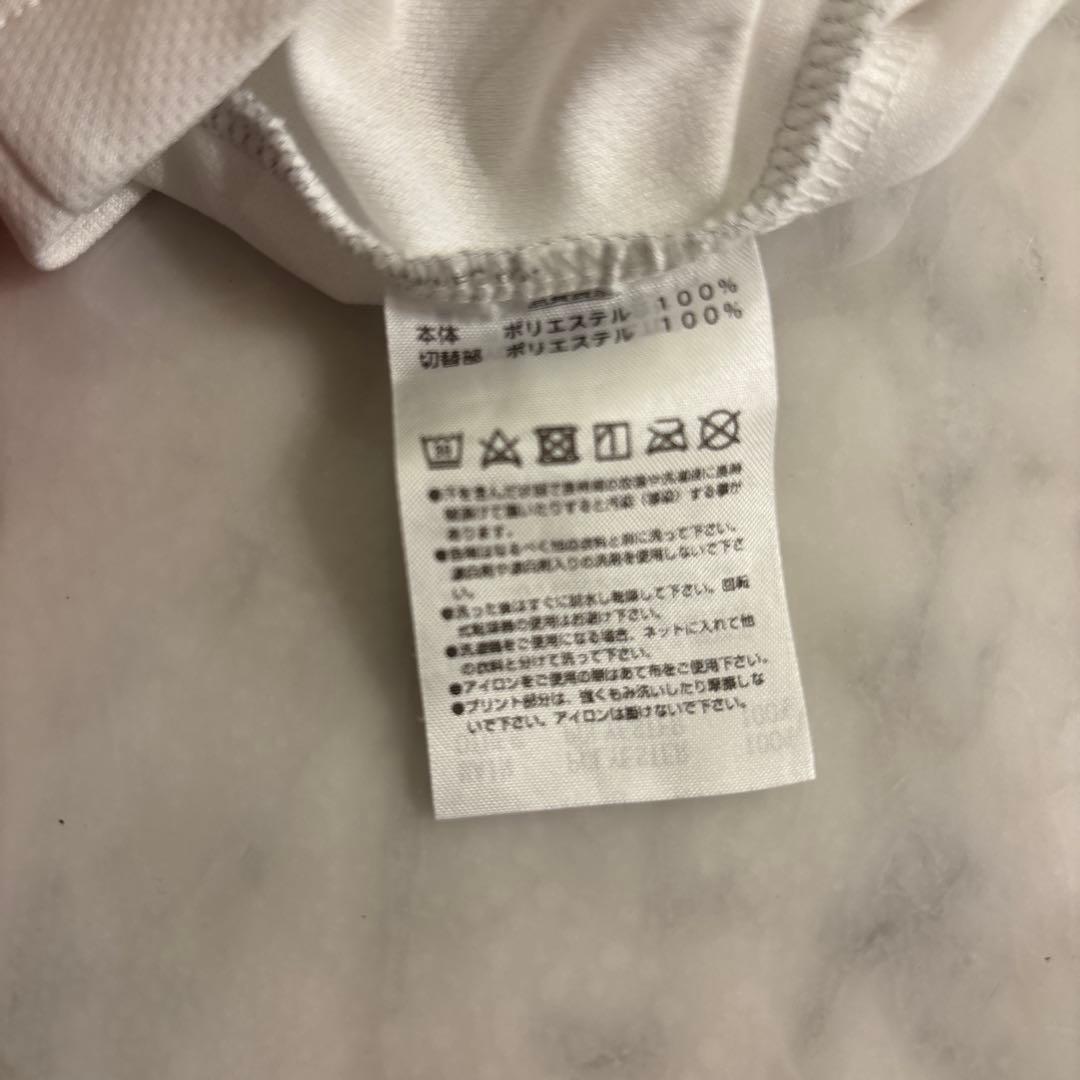 本体 ポリエステル 100%
切替部 ポリエステル 100%
●汗を含んだ状態で長時間の放置や洗濯後に長時
間漬けて置いたりすると汚染(移染)する事が
あります。
●色物はなるべく他の衣料と別に洗って下さい。
漂白剤や漂白剤入りの洗剤を使用しないで下さ
い。
●洗った後はすぐに脱水し乾燥して下さい。回転
式乾燥機の使用はお避け下さい。
●洗濯機をご使用になる場合、ネットに入れて他
の衣料と分けて洗って下さい。
●アイロンをご使用の際はあて布をご使用下さい。
●プリント部分は、強くもみ洗いしたり摩擦しな
いで下さい。アイロンは掛けないで下さい。